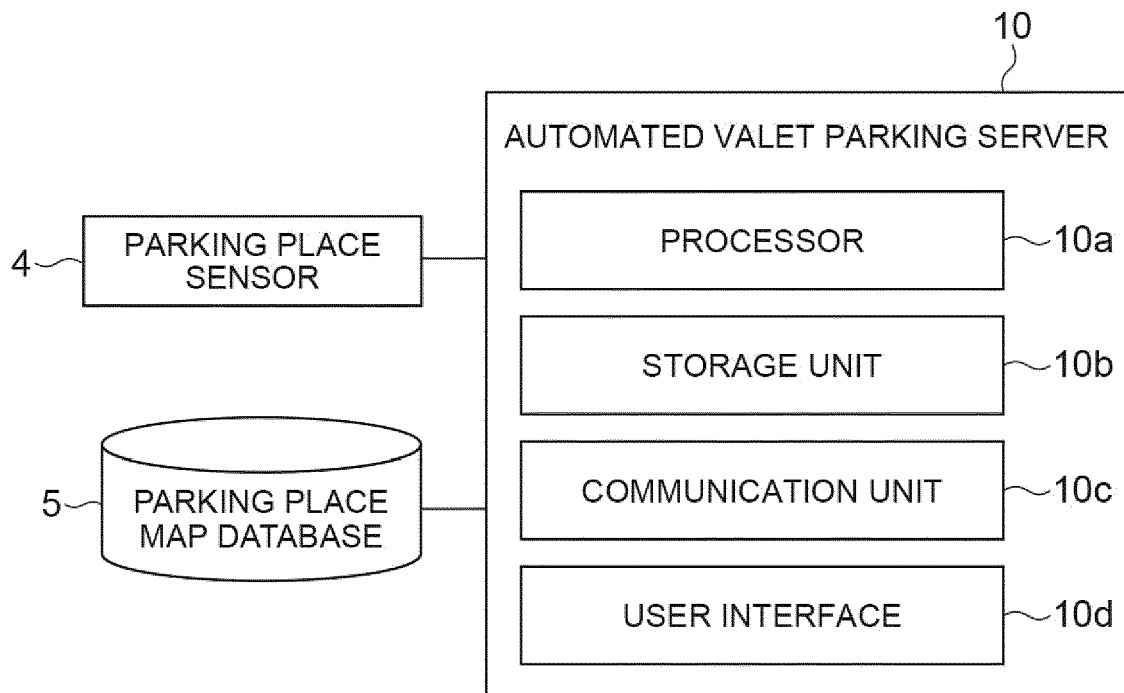 10
AUTOMATED VALET PARKING SERVER
PROCESSOR
10a
PARKING PLACE
SENSOR
4
STORAGE UNIT
10b
COMMUNICATION UNIT
10c
5
PARKING PLACE
MAP DATABASE
USER INTERFACE
10d